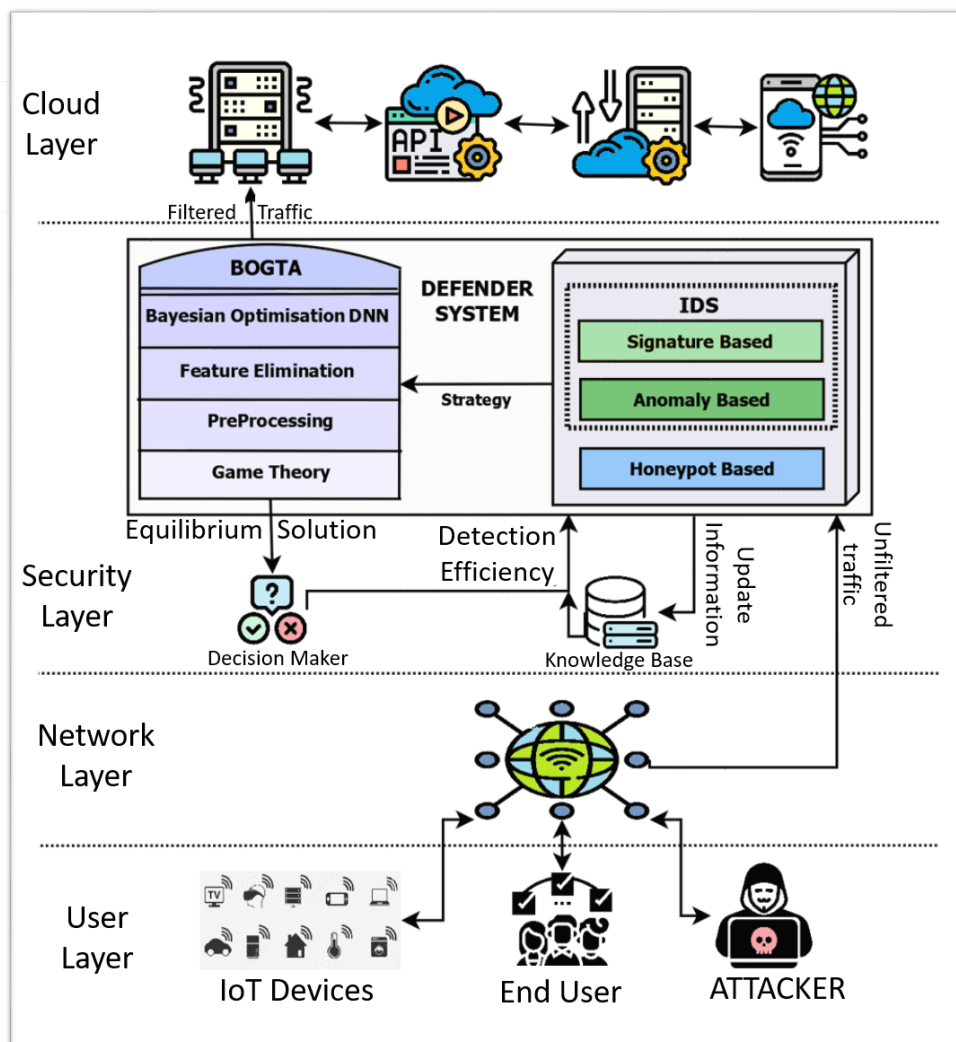 Cloud
Layer
API
Filtered Traffic
BOGTA
Bayesian Optimisation DNN
Feature Elimination
PreProcessing
Game Theory
DEFENDER
SYSTEM
Strategy
IDS
Signature Based
Anomaly Based
Honeypot Based
Equilibrium Solution
Detection
Efficiency
Update
Information
Unfiltered
traffic
Security
Layer
?
Decision Maker
Knowledge Base
Network
Layer
User
Layer
TV
IoT Devices
End User
ATTACKER